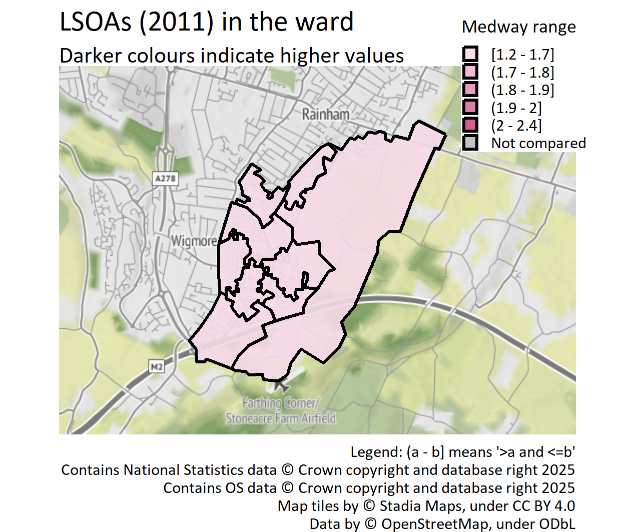 LSOAs (2011) in the ward
Darker colours indicate higher values
Medway range
[1.2 - 1.7]
(1.7 - 1.8]
(1.8 - 1.9]
(1.9 - 2]
(2 - 2.4]
Not compared
Rainham
A278
Wigmore
M2
Farthing Corner/
Stoneacre Farm Airfield
Legend: (a - b] means '>a and <=b'
Contains National Statistics data © Crown copyright and database right 2025
Contains OS data © Crown copyright and database right 2025
Map tiles by © Stadia Maps, under CC BY 4.0
Data by © OpenStreetMap, under ODbL